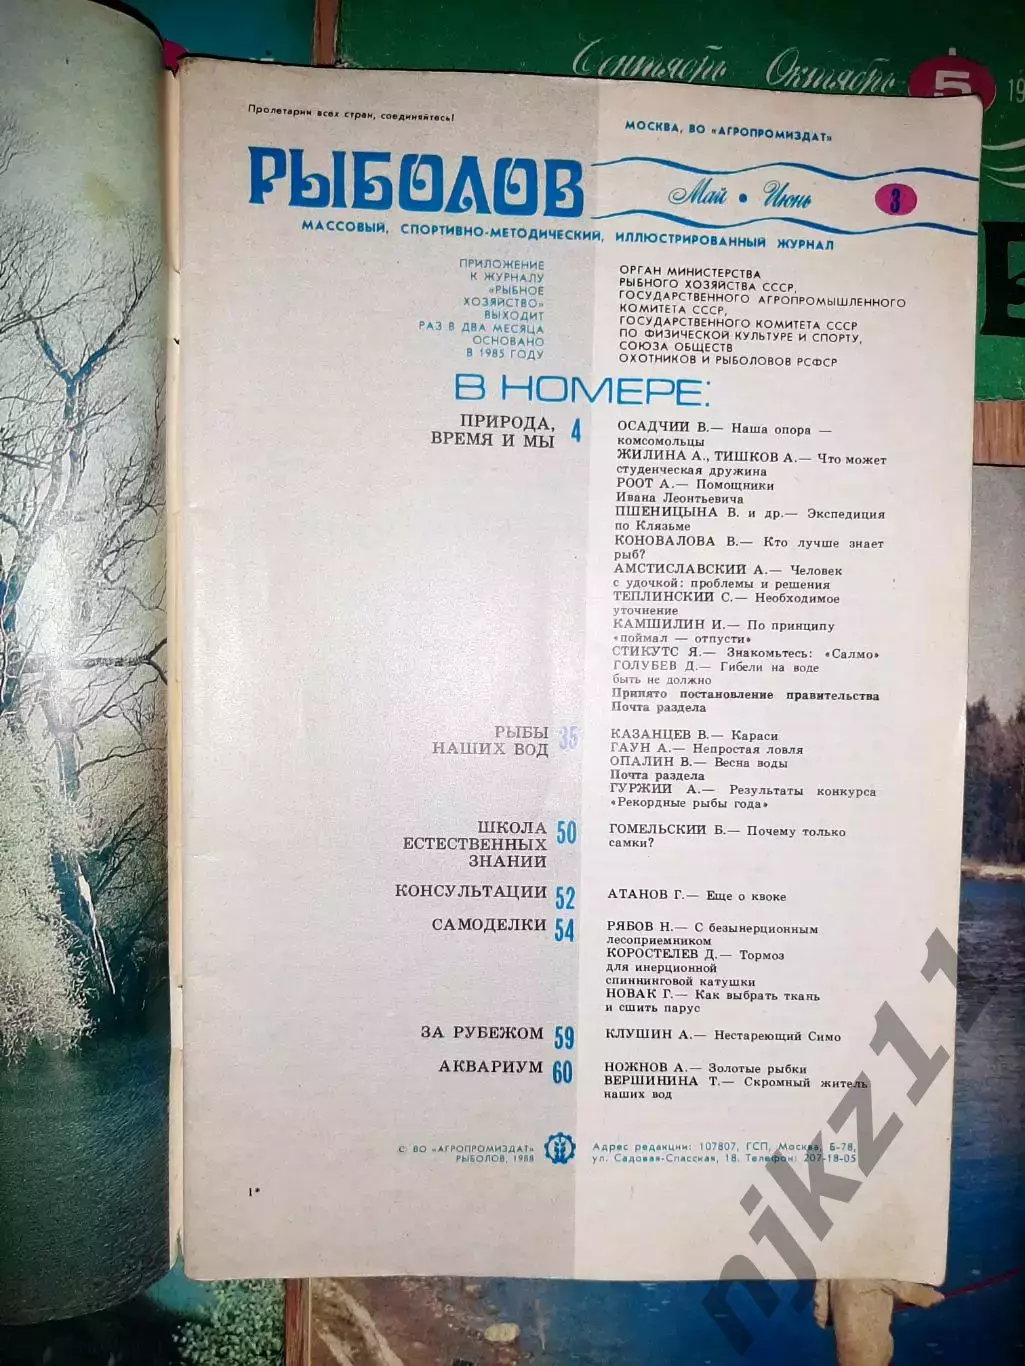 Сентябрь Октябрь 5 19
Пролетарии всех стран, соединяйтесь!
МОСКВА, ВО «АГРОПРОМИЗДАТ»
РЫБОЛОВ
Май • Июнь 3
МАССОВЫЙ, СПОРТИВНО-МЕТОДИЧЕСКИЙ, ИЛЛЮСТРИРОВАННЫЙ ЖУРНАЛ
ПРИЛОЖЕНИЕ
К ЖУРНАЛУ
«РЫБНОЕ
ХОЗЯЙСТВО»
ВЫХОДИТ
РАЗ В ДВА МЕСЯЦА
ОСНОВАНО
В 1985 ГОДУ
ОРГАН МИНИСТЕРСТВА
РЫБНОГО ХОЗЯЙСТВА СССР,
ГОСУДАРСТВЕННОГО АГРОПРОМЫШЛЕННОГО
КОМИТЕТА СССР,
ГОСУДАРСТВЕННОГО КОМИТЕТА СССР
ПО ФИЗИЧЕСКОЙ КУЛЬТУРЕ И СПОРТУ,
СОЮЗА ОБЩЕСТВ
ОХОТНИКОВ И РЫБОЛОВОВ РСФСР
В НОМЕРЕ:
ПРИРОДА,
ВРЕМЯ И МЫ 4
ОСАДЧИЙ В.— Наша опора —
комсомольцы
ЖИЛИНА А., ТИШКОВ А.— Что может
студенческая дружина
РООТ А.— Помощники
Ивана Леонтьевича
ПШЕНИЦЫНА В. и др.— Экспедиция
по Клязьме
КОНОВАЛОВА В.— Кто лучше знает
рыб?
АМСТИСЛАВСКИЙ А.— Человек
с удочкой: проблемы и решения
ТЕПЛИНСКИЙ С.— Необходимое
уточнение
КАМШИЛИН И.— По принципу
«поймал — отпусти»
СТИКУТС Я.— Знакомьтесь: «Салмо»
ГОЛУБЕВ Д.— Гибели на воде
быть не должно
Принято постановление правительства
Почта раздела
РЫБЫ
НАШИХ ВОД 35
КАЗАНЦЕВ В.— Караси
ГАУН А.— Непростая ловля
ОПАЛИН В.— Весна воды
Почта раздела
ГУРЖИЙ А.— Результаты конкурса
«Рекордные рыбы года»
ШКОЛА
ЕСТЕСТВЕННЫХ
ЗНАНИЙ 50
ГОМЕЛЬСКИЙ Б.— Почему только
самки?
КОНСУЛЬТАЦИИ 52
АТАНОВ Г.— Еще о квоке
САМОДЕЛКИ 54
РЯБОВ Н.— С безынерционным
лесоприемником
КОРОСТЕЛЕВ Д.— Тормоз
для инерционной
спиннинговой катушки
НОВАК Г.— Как выбрать ткань
и сшить парус
ЗА РУБЕЖОМ 59
КЛУШИН А.— Нестареющий Симо
АКВАРИУМ 60
НОЖНОВ А.— Золотые рыбки
ВЕРШИНИНА Т.— Скромный житель
наших вод
С ВО «АГРОПРОМИЗДАТ»
РЫБОЛОВ, 1988
Адрес редакции: 107807, ГСП, Москва, Б-78,
ул. Садовая-Спасская, 18. Телефон: 207-18-05
1*
njkz11